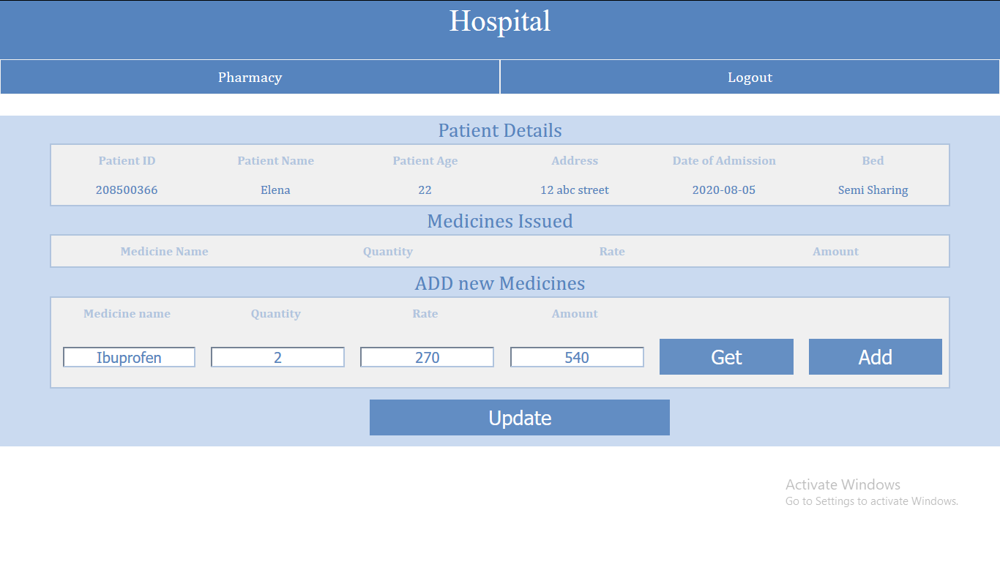 Hospital
Pharmacy Logout
Patient Details
Patient ID Patient Name Patient Age Address Date of Admission Bed
208500366 Elena 22 12 abc street 2020-08-05 Semi Sharing
Medicines Issued
Medicine Name Quantity Rate Amount
ADD new Medicines
Medicine name Quantity Rate Amount
Ibuprofen 2 270 540 Get Add
Update
Activate Windows
Go to Settings to activate Windows.